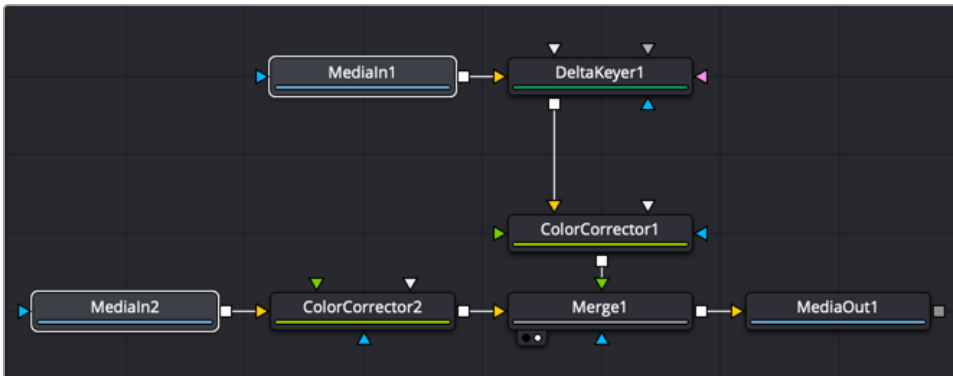 MediaIn1
DeltaKeyer1
ColorCorrector1
MediaIn2
ColorCorrector2
Merge1
MediaOut1